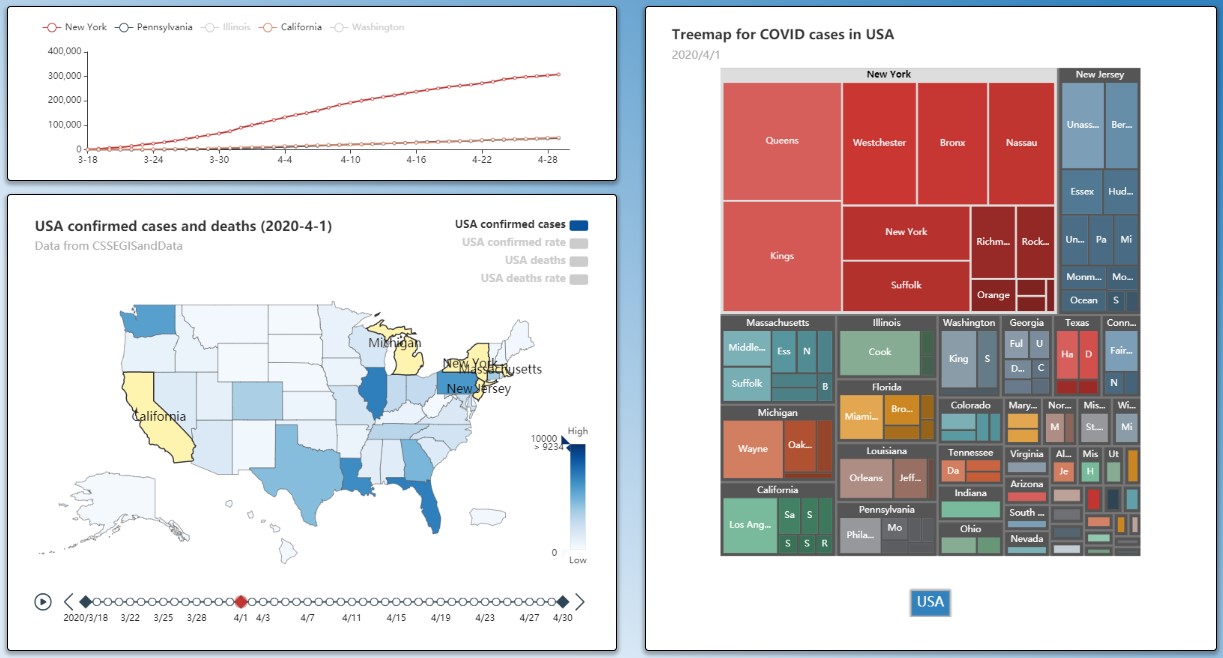 New York Pennsylvania Illinois California Washington
400,000
300,000
200,000
100,000
0
3-18 3-24 3-30 4-4 4-10 4-16 4-22 4-28
USA confirmed cases and deaths (2020-4-1)
Data from CSSEGISandData
USA confirmed cases
USA confirmed rate
USA deaths
USA deaths rate
Michigan
New York
Massachusetts
New Jersey
California
High
10000
> 9234
0
Low
2020/3/18 3/22 3/25 3/28 4/1 4/3 4/7 4/11 4/15 4/19 4/23 4/27 4/30
Treemap for COVID cases in USA
2020/4/1
New York New Jersey
Queens Westchester Bronx Nassau Unass... Ber...
Essex Hud...
Kings New York Richm... Rock... Un... Pa Mi
Suffolk Orange Monm... Mo...
Ocean S
Massachusetts Illinois Washington Georgia Texas Conn...
Middle... Ess N Cook King S Ful U Ha D Fair...
Suffolk B D... C N
Florida
Michigan Miami... Bro... Colorado Mary... Nor... Mis... Wi...
M St.... Mi
Wayne Oak... Louisiana Tennessee Virginia Al... Mis Ut
Orleans Jeff... Da Je H
California Indiana Arizona
Los Ang... Sa S Pennsylvania South ...
S S R Phila... Mo Ohio Nevada
USA